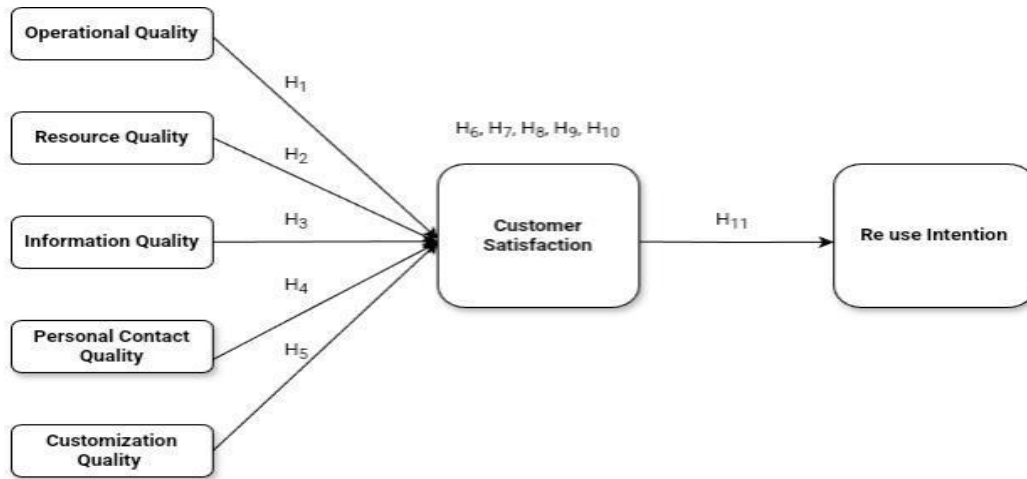 Operational Quality
H1
Resource Quality
H2
H6, H7, H8, H9, H10
Information Quality
H3
Customer
Satisfaction
H11
Re use Intention
H4
Personal Contact
Quality
H5
Customization
Quality